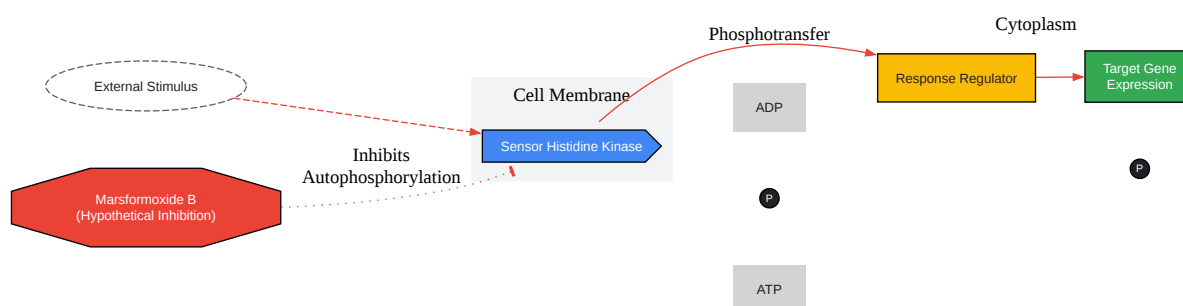 Cytoplasm
Phosphotransfer
External Stimulus
Cell Membrane
Response Regulator
Target Gene
Expression
ADP
Sensor Histidine Kinase
Inhibits
Autophosphorylation
Marsformoxide B
(Hypothetical Inhibition)
P
P
ATP